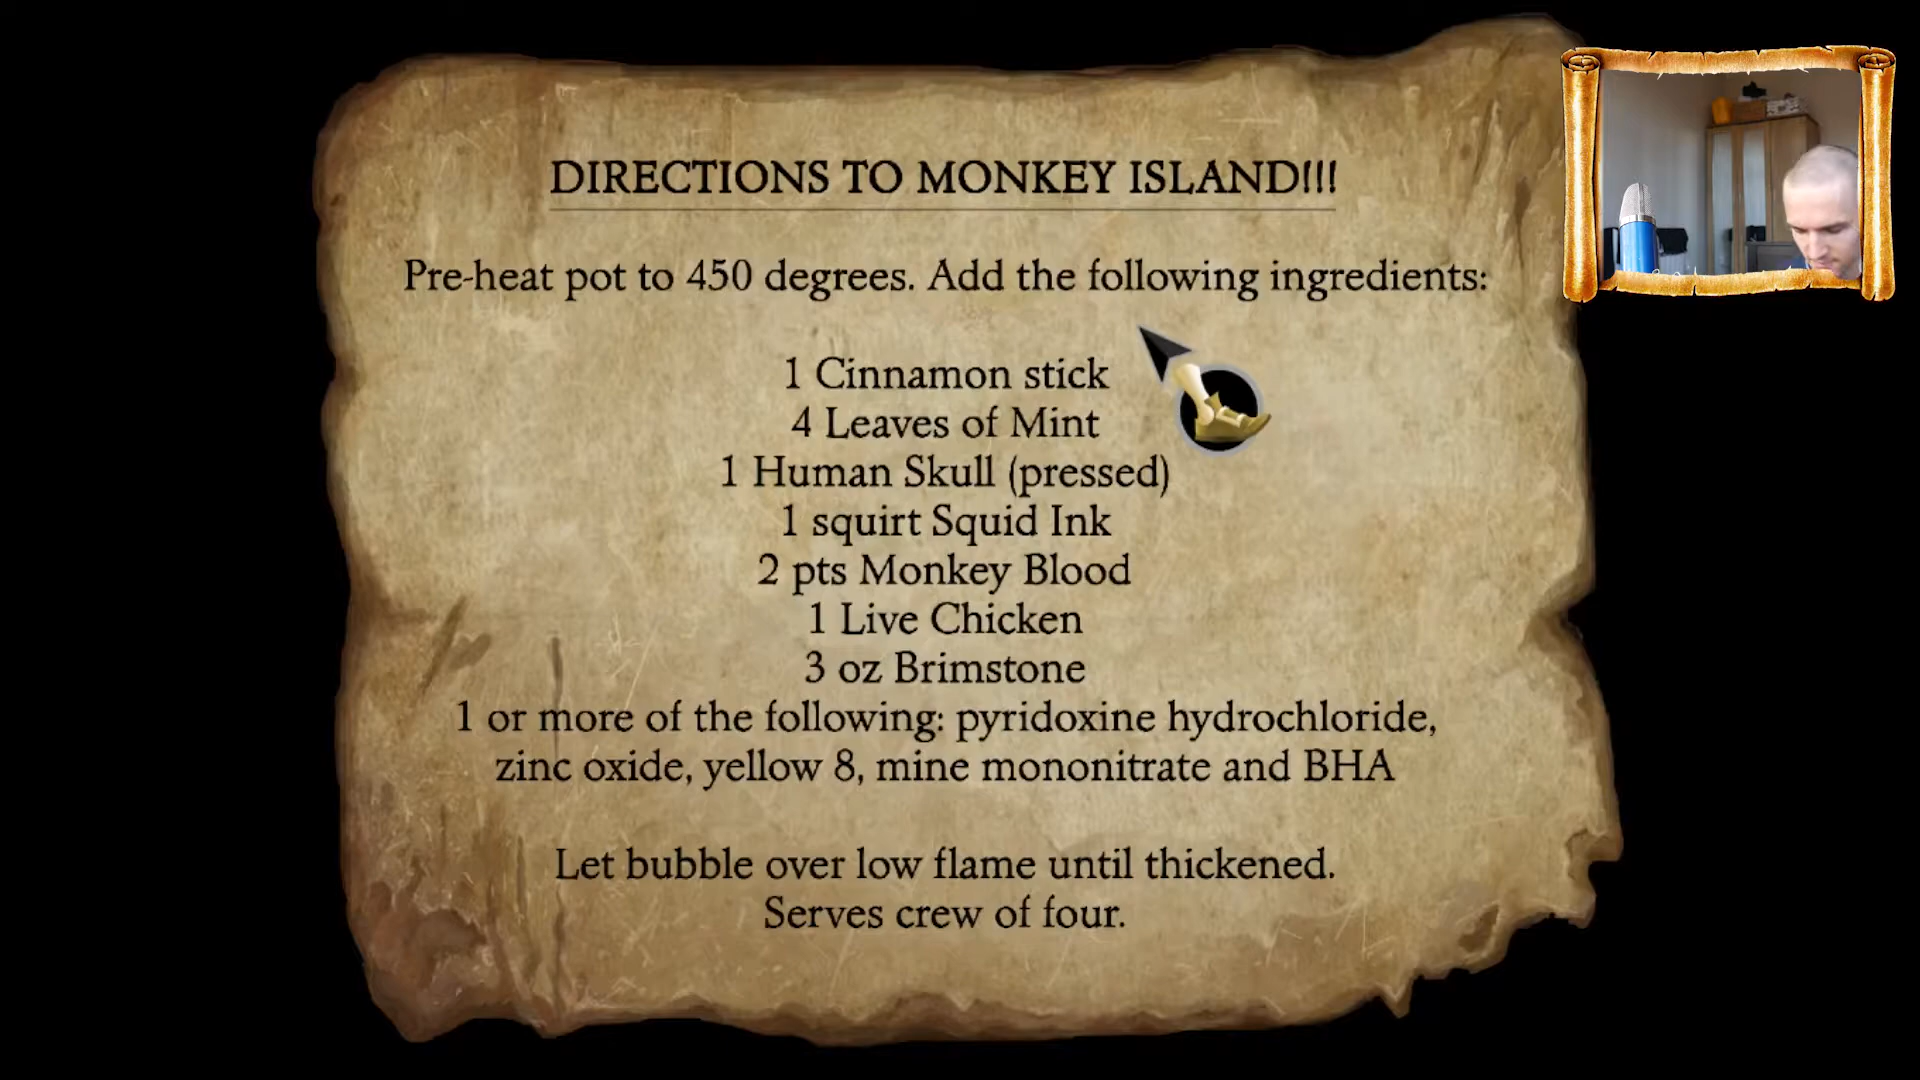 DIRECTIONS TO MONKEY ISLAND!!!
Pre-heat pot to 450 degrees. Add the following ingredients:
1 Cinnamon stick
4 Leaves of Mint
1 Human Skull (pressed)
1 squirt Squid Ink
2 pts Monkey Blood
1 Live Chicken
3 oz Brimstone
1 or more of the following: pyridoxine hydrochloride,
zinc oxide, yellow 8, mine mononitrate and BHA
Let bubble over low flame until thickened.
Serves crew of four.